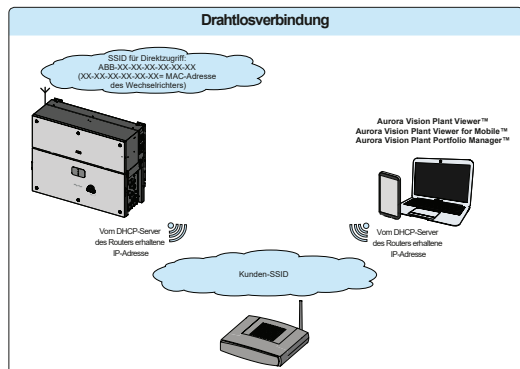 Drahtlosverbindung
SSID für Direktzugriff:
ABB-XX-XX-XX-XX-XX-XX
(XX-XX-XX-XX-XX-XX= MAC-Adresse
des Wechselrichters)
Aurora Vision Plant Viewer™
Aurora Vision Plant Viewer for Mobile™
Aurora Vision Plant Portfolio Manager™
Vom DHCP-Server
des Routers erhaltene
IP-Adresse
Vom DHCP-Server
des Routers erhaltene
IP-Adresse
Kunden-SSID